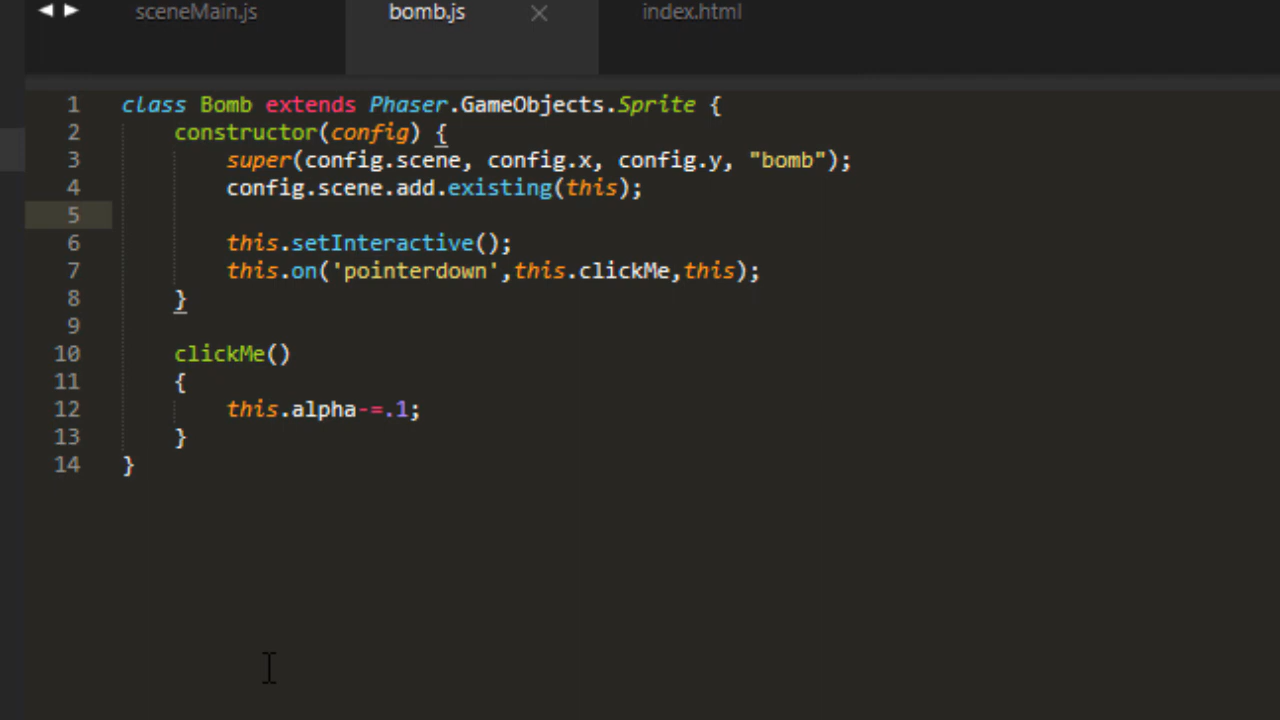 sceneMain.js bomb.js index.html
1 class Bomb extends Phaser.GameObjects.Sprite {
2 constructor(config) {
3 super(config.scene, config.x, config.y, "bomb");
4 config.scene.add.existing(this);
5
6 this.setInteractive();
7 this.on('pointerdown',this.clickMe,this);
8 }
9
10 clickMe()
11 {
12 this.alpha-=.1;
13 }
14 }